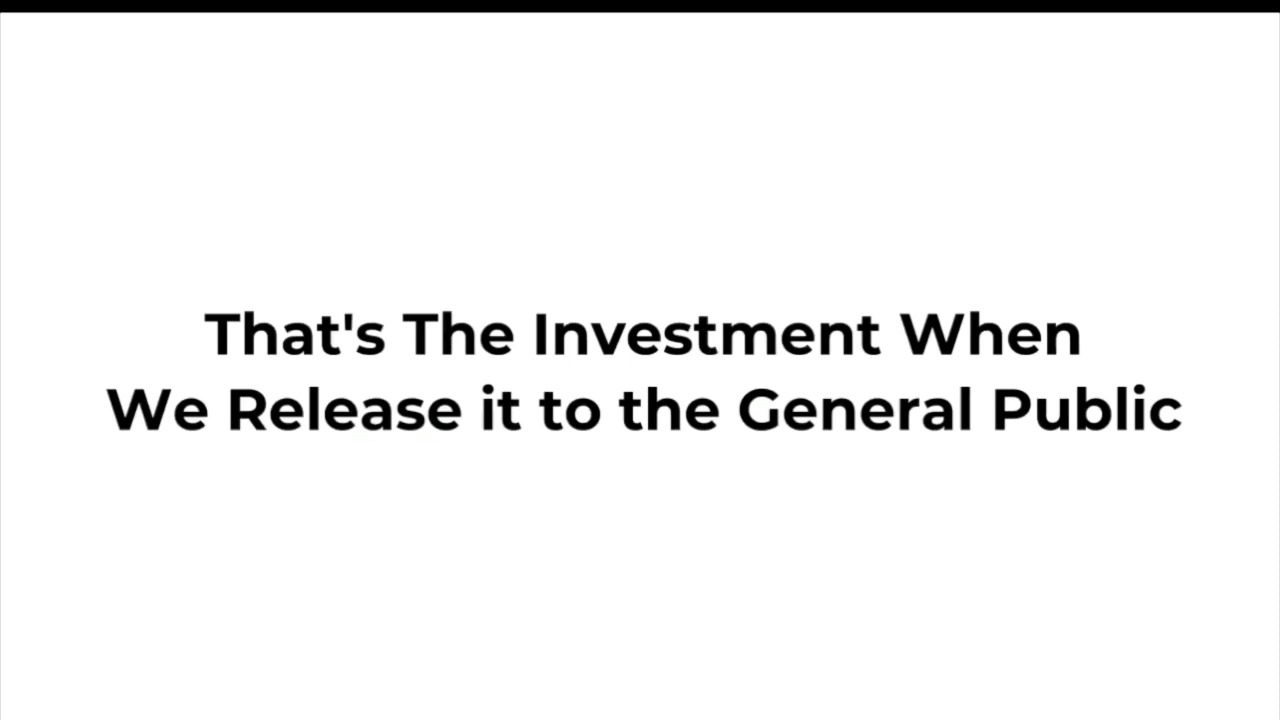 That's The Investment When
We Release it to the General Public